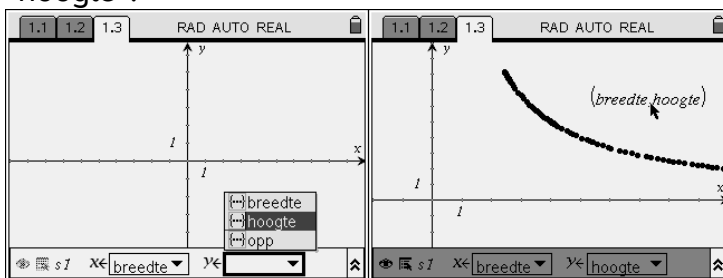 hoogte .
1.1 1.2 1.3 RAD AUTO REAL
y
1
x
1
breedte
hoogte
opp
s1 x← breedte y←
1.1 1.2 1.3 RAD AUTO REAL
y
(breedte,hoogte)
1
x
1
s1 x← breedte y← hoogte